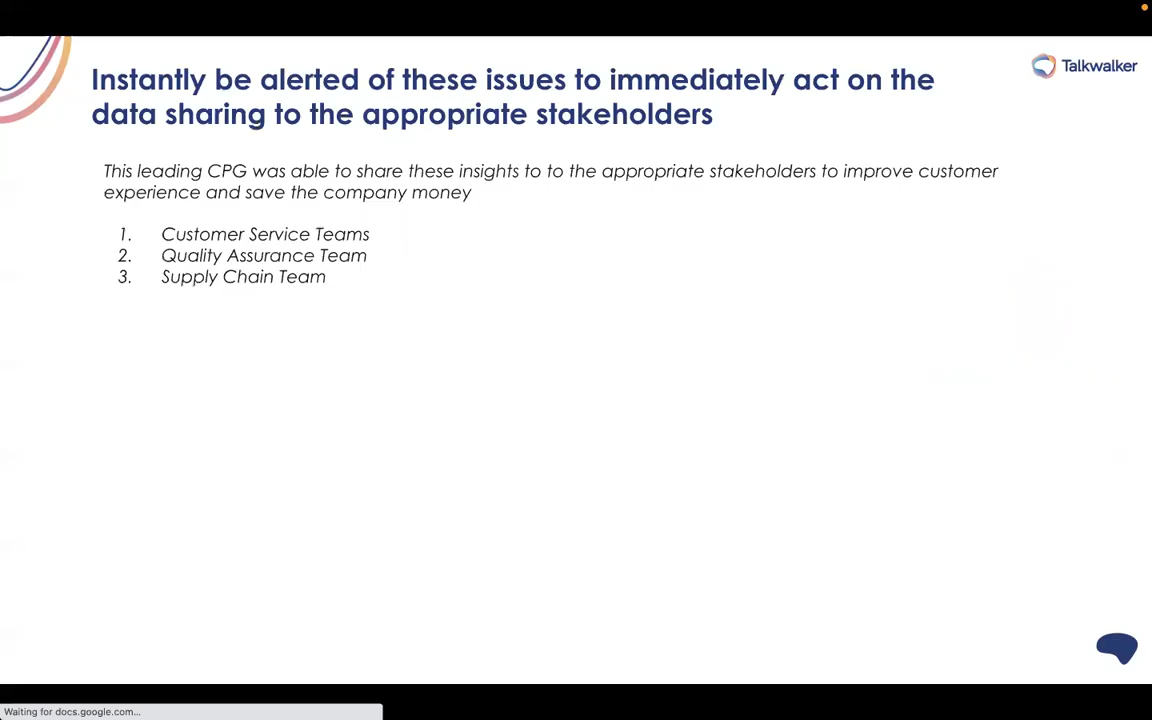 Instantly be alerted of these issues to immediately act on the
data sharing to the appropriate stakeholders
Talkwalker
This leading CPG was able to share these insights to to the appropriate stakeholders to improve customer
experience and save the company money
1. Customer Service Teams
2. Quality Assurance Team
3. Supply Chain Team
Waiting for docs.google.com...